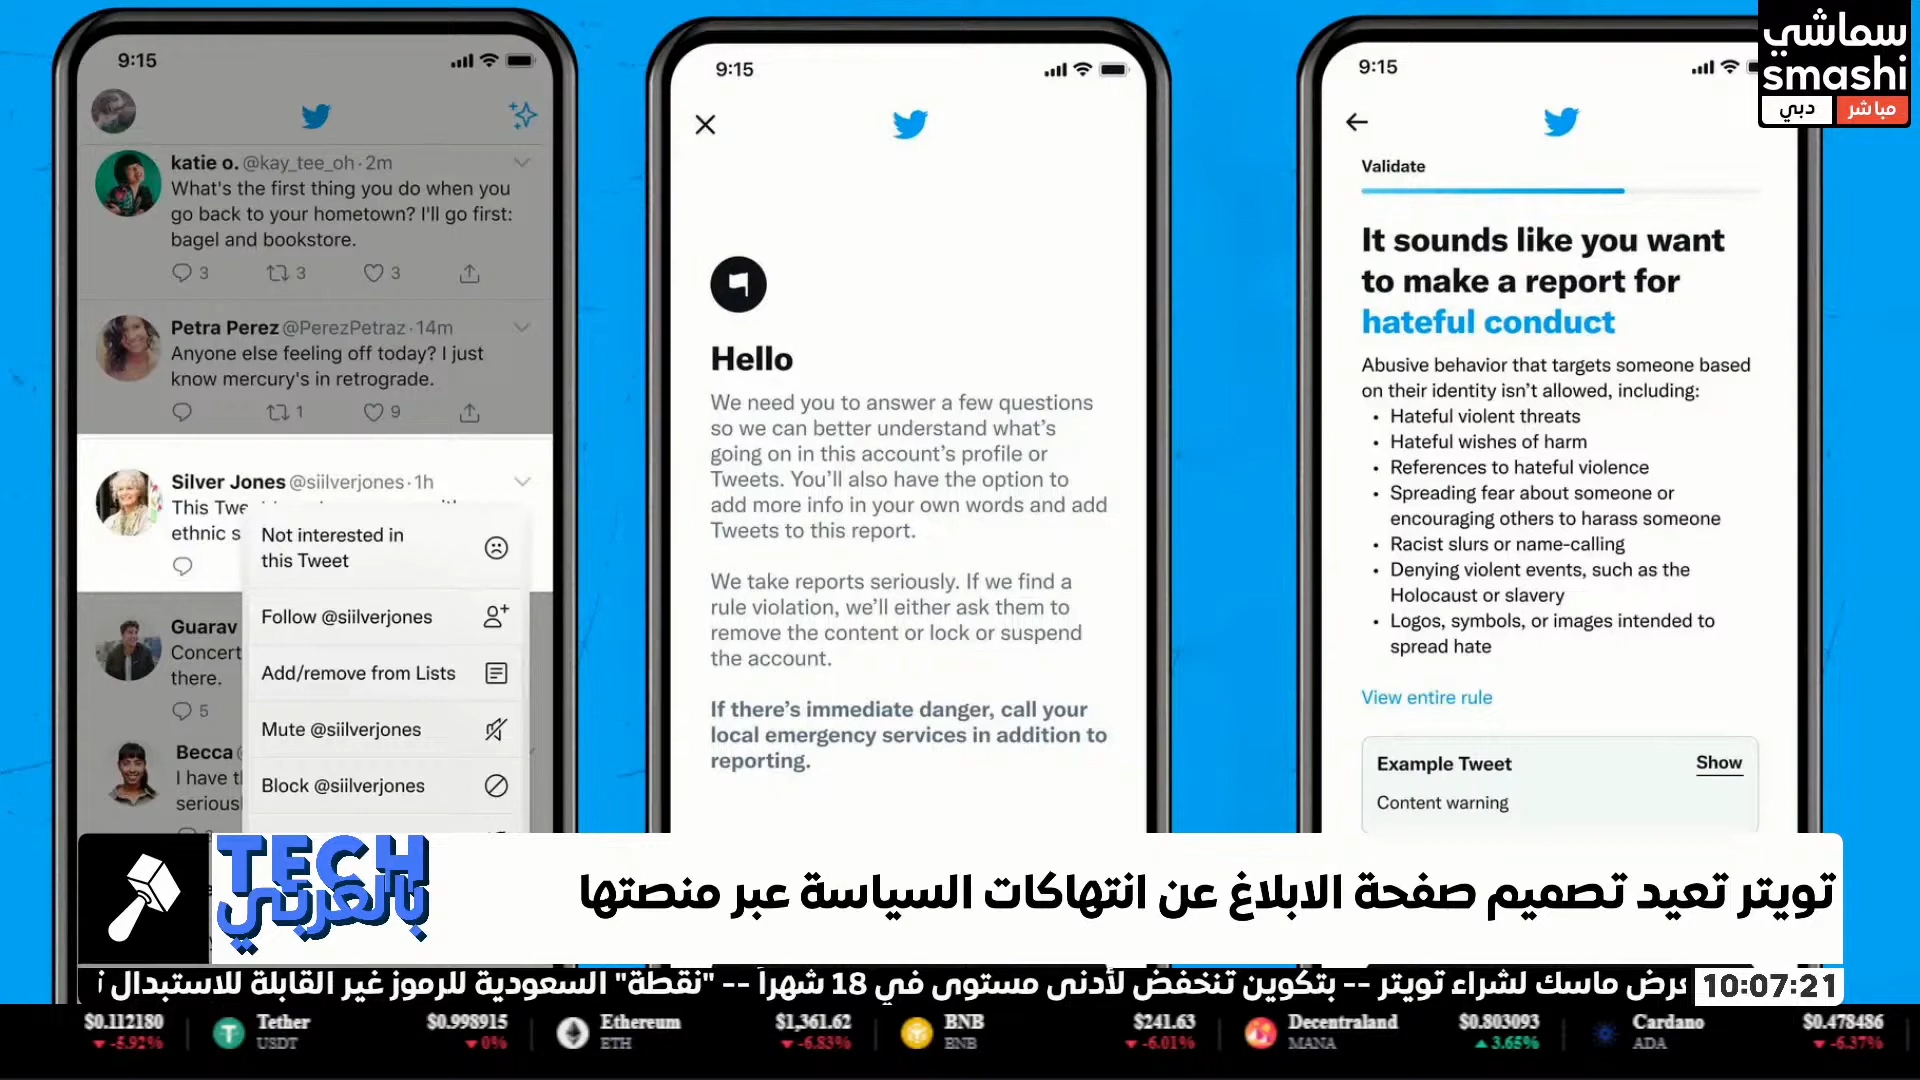 9:15
katie o. @kay_tee_oh · 2m
What's the first thing you do when you
go back to your hometown? I'll go first:
bagel and bookstore.
3 3 3
Petra Perez @PerezPetraz · 14m
Anyone else feeling off today? I just
know mercury's in retrograde.
1 9
Silver Jones @siilverjones · 1h
This
ethnic
Not interested in
this Tweet
Follow @siilverjones
Add/remove from Lists
Mute @siilverjones
Block @siilverjones
Guarav
Concert
there.
5
Becca
I have
9:15
Hello
We need you to answer a few questions
so we can better understand what's
going on in this account's profile or
Tweets. You'll also have the option to
add more info in your own words and add
Tweets to this report.
We take reports seriously. If we find a
rule violation, we'll either ask them to
remove the content or lock or suspend
the account.
If there's immediate danger, call your
local emergency services in addition to
reporting.
9:15
Validate
It sounds like you want
to make a report for
hateful conduct
Abusive behavior that targets someone based
on their identity isn't allowed, including:
• Hateful violent threats
• Hateful wishes of harm
• References to hateful violence
• Spreading fear about someone or
encouraging others to harass someone
• Racist slurs or name-calling
• Denying violent events, such as the
Holocaust or slavery
• Logos, symbols, or images intended to
spread hate
View entire rule
Example Tweet Show
Content warning
سماشي
smashi
مباشر دبي
TECH
بالعربي
تويتر تعيد تصميم صفحة الابلاغ عن انتهاكات السياسة عبر منصتها
ماسك لشراء تويتر -- بتكوين تنخفض لأدنى مستوى في 18 شهراً -- "نقطة" السعودية للرموز غير القابلة للاستبدال
10:07:21
$0.112180 Tether $0.998915 Ethereum $1,361.62 BNB $241.63 Decentraland $0.803093 Cardano $0.478486
-5.92% USDT 0% ETH -6.83% BNB -6.01% MANA 3.65% ADA -6.37%